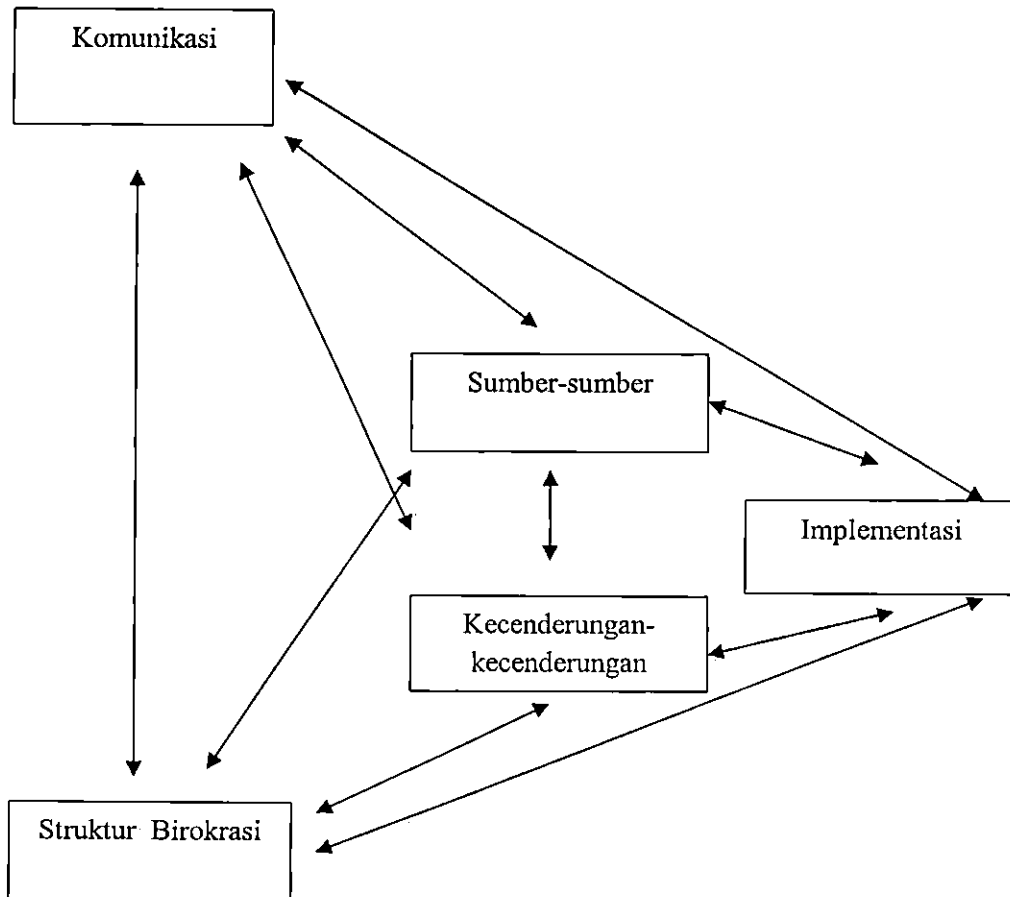 Komunikasi
Sumber-sumber
Implementasi
Kecenderungan-
kecenderungan
Struktur Birokrasi